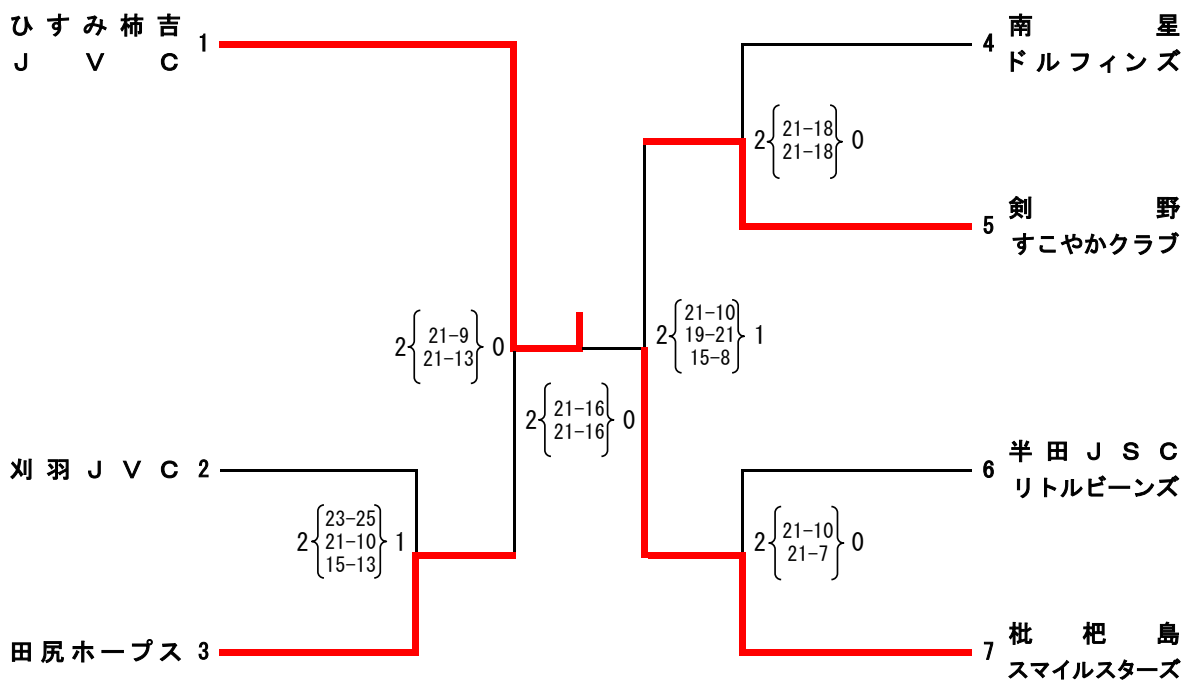 ひすみ柿吉
ＪＶＣ
1
刈羽ＪＶＣ 2
田尻ホープス 3
2 23-25 1
21-10
15-13
2 21-9 0
21-13
2 21-16 0
21-16
2 21-10 1
19-21
15-8
2 21-18 0
21-18
2 21-10 0
21-7
4 南星
ドルフィンズ
5 剣野
すこやかクラブ
6 半田ＪＳＣ
リトルビーンズ
7 枇杷島
スマイルスターズ